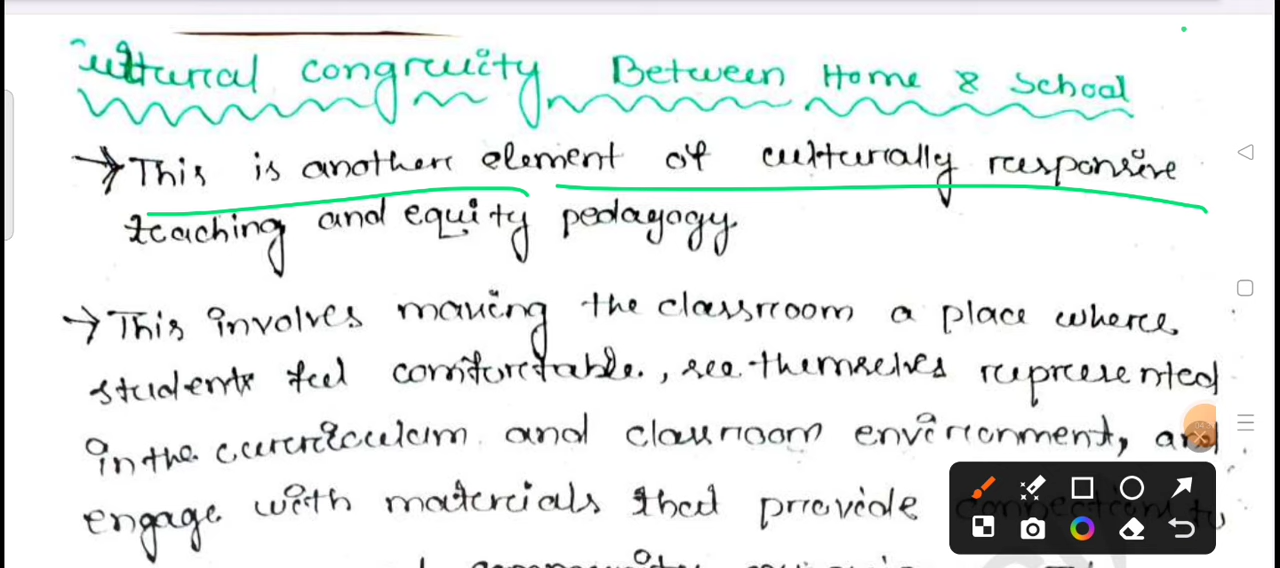 Cultural congruity Between Home & School
→ This is another element of culturally responsive
teaching and equity pedagogy.
→ This involves making the classroom a place where
students feel comfortable, see themselves represented
in the curriculum and classroom environment, and
engage with materials that provide connections to